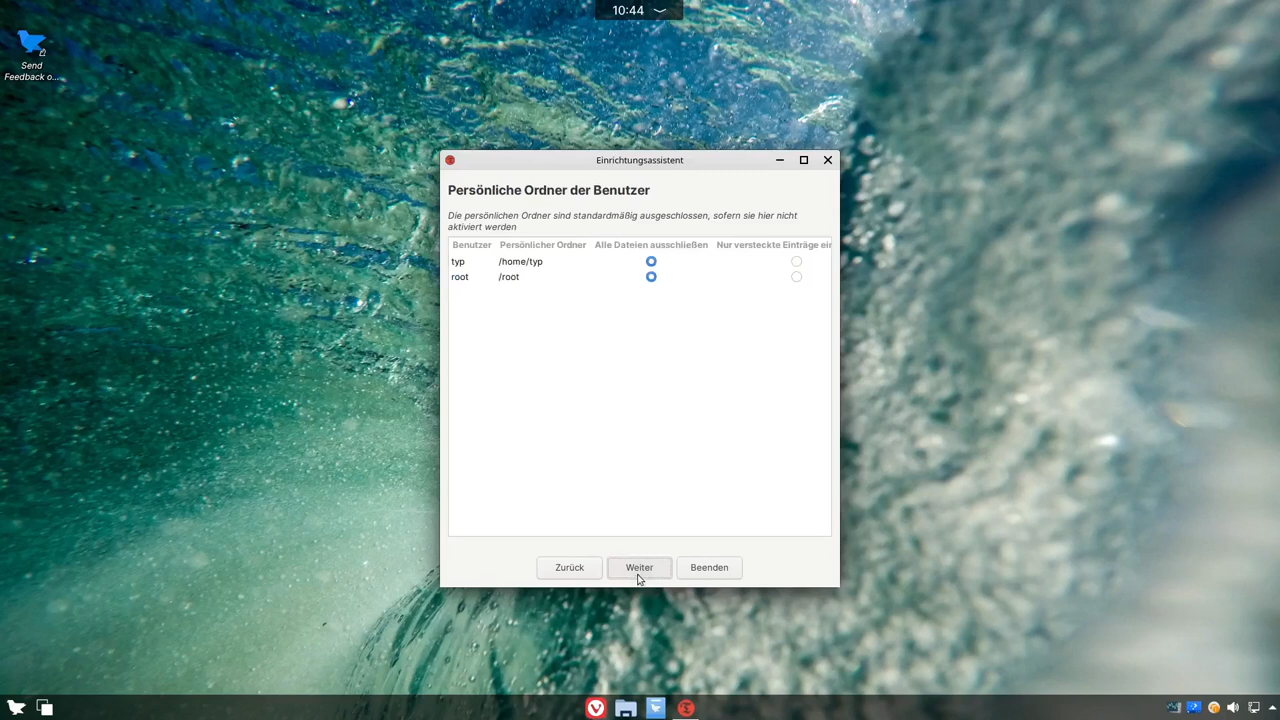 10:44
Send
Feedback o...
Einrichtungsassistent
Persönliche Ordner der Benutzer
Die persönlichen Ordner sind standardmäßig ausgeschlossen, sofern sie hier nicht
aktiviert werden
Benutzer Persönlicher Ordner Alle Dateien ausschließen Nur versteckte Einträge ein
typ /home/typ
root /root
Zurück Weiter Beenden